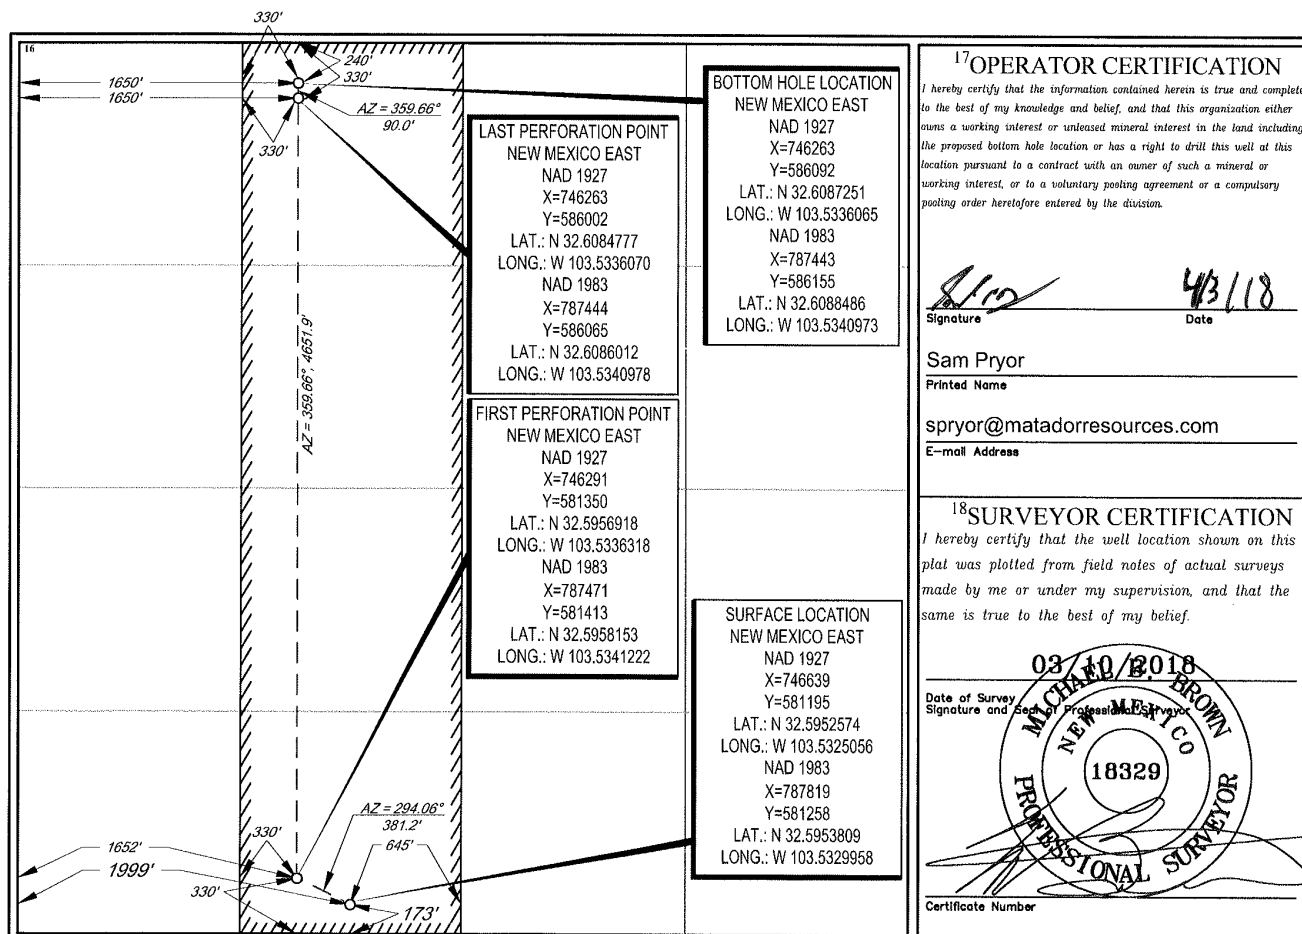 330'
16
240'
330'
1650'
1650'
AZ = 359.66°
90.0'
330'
AZ = 359.66°, 4651.9'
LAST PERFORATION POINT
NEW MEXICO EAST
NAD 1927
X=746263
Y=586002
LAT.: N 32.6084777
LONG.: W 103.5336070
NAD 1983
X=787444
Y=586065
LAT.: N 32.6086012
LONG.: W 103.5340978
BOTTOM HOLE LOCATION
NEW MEXICO EAST
NAD 1927
X=746263
Y=586092
LAT.: N 32.6087251
LONG.: W 103.5336065
NAD 1983
X=787443
Y=586155
LAT.: N 32.6088486
LONG.: W 103.5340973
FIRST PERFORATION POINT
NEW MEXICO EAST
NAD 1927
X=746291
Y=581350
LAT.: N 32.5956918
LONG.: W 103.5336318
NAD 1983
X=787471
Y=581413
LAT.: N 32.5958153
LONG.: W 103.5341222
SURFACE LOCATION
NEW MEXICO EAST
NAD 1927
X=746639
Y=581195
LAT.: N 32.5952574
LONG.: W 103.5325056
NAD 1983
X=787819
Y=581258
LAT.: N 32.5953809
LONG.: W 103.5329958
AZ = 294.06°
381.2'
645'
330'
1652'
1999'
330'
173'
17OPERATOR CERTIFICATION
I hereby certify that the information contained herein is true and complete
to the best of my knowledge and belief, and that this organization either
owns a working interest or unleased mineral interest in the land including
the proposed bottom hole location or has a right to drill this well at this
location pursuant to a contract with an owner of such a mineral or
working interest, or to a voluntary pooling agreement or a compulsory
pooling order heretofore entered by the division.
4/3/18
Signature Date
Sam Pryor
Printed Name
spryor@matadorresources.com
E-mail Address
18SURVEYOR CERTIFICATION
I hereby certify that the well location shown on this
plat was plotted from field notes of actual surveys
made by me or under my supervision, and that the
same is true to the best of my belief.
03/10/2018
Date of Survey
Signature and Seal of Professional Surveyor
MICHAEL E. BROWN
NEW MEXICO
18329
PROFESSIONAL SURVEYOR
Certificate Number